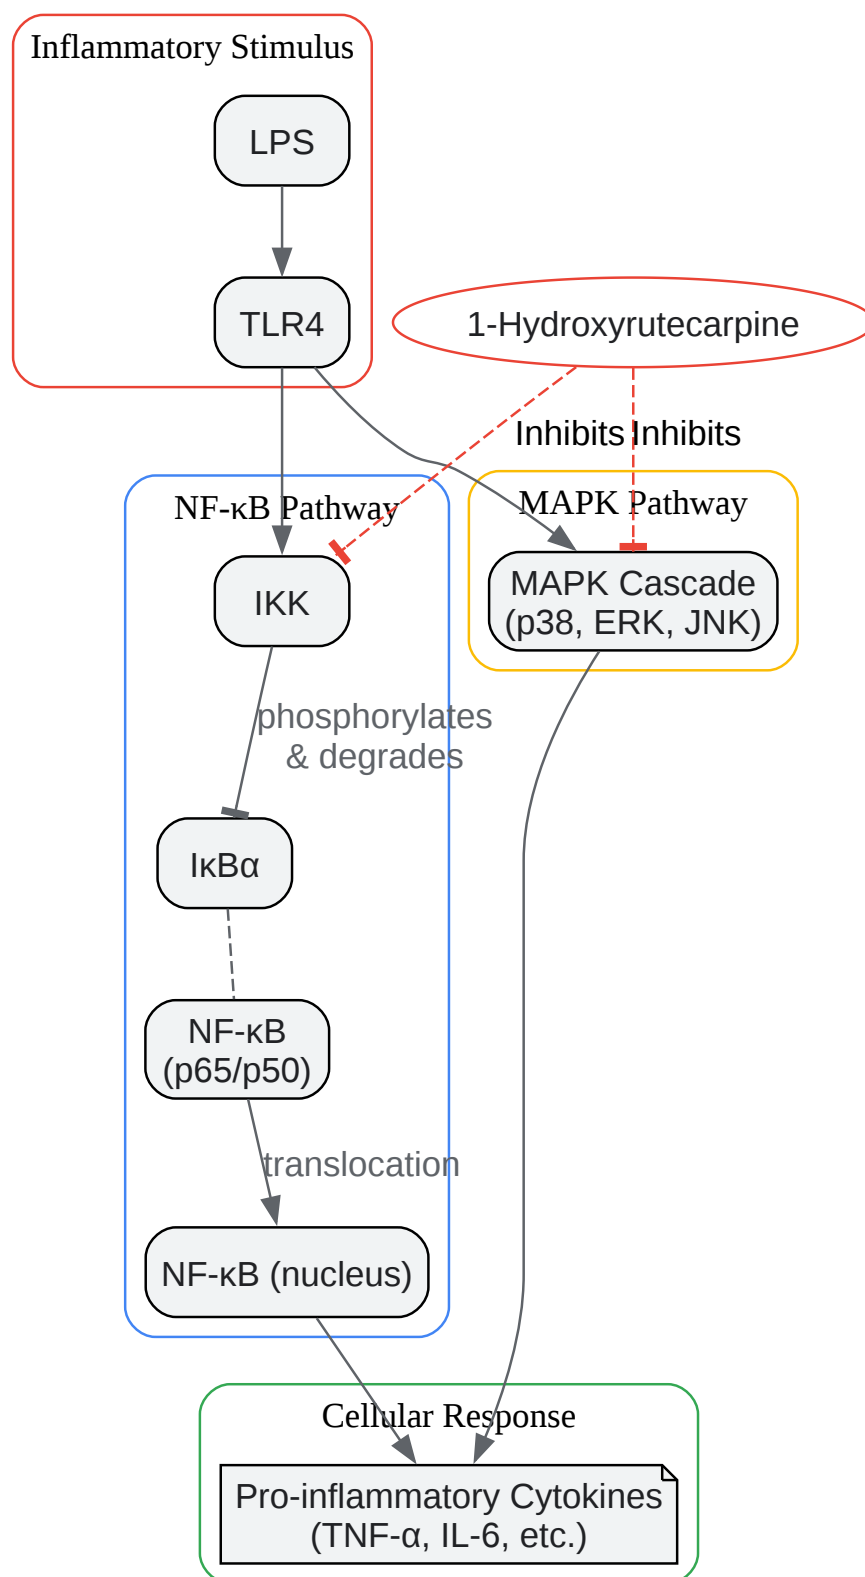 Inflammatory Stimulus
LPS
TLR4
1-Hydroxyrutecarpine
Inhibits
Inhibits
NF-κB Pathway
MAPK Pathway
IKK
MAPK Cascade
(p38, ERK, JNK)
phosphorylates
& degrades
IκBα
NF-κB
(p65/p50)
translocation
NF-κB (nucleus)
Cellular Response
Pro-inflammatory Cytokines
(TNF-α, IL-6, etc.)